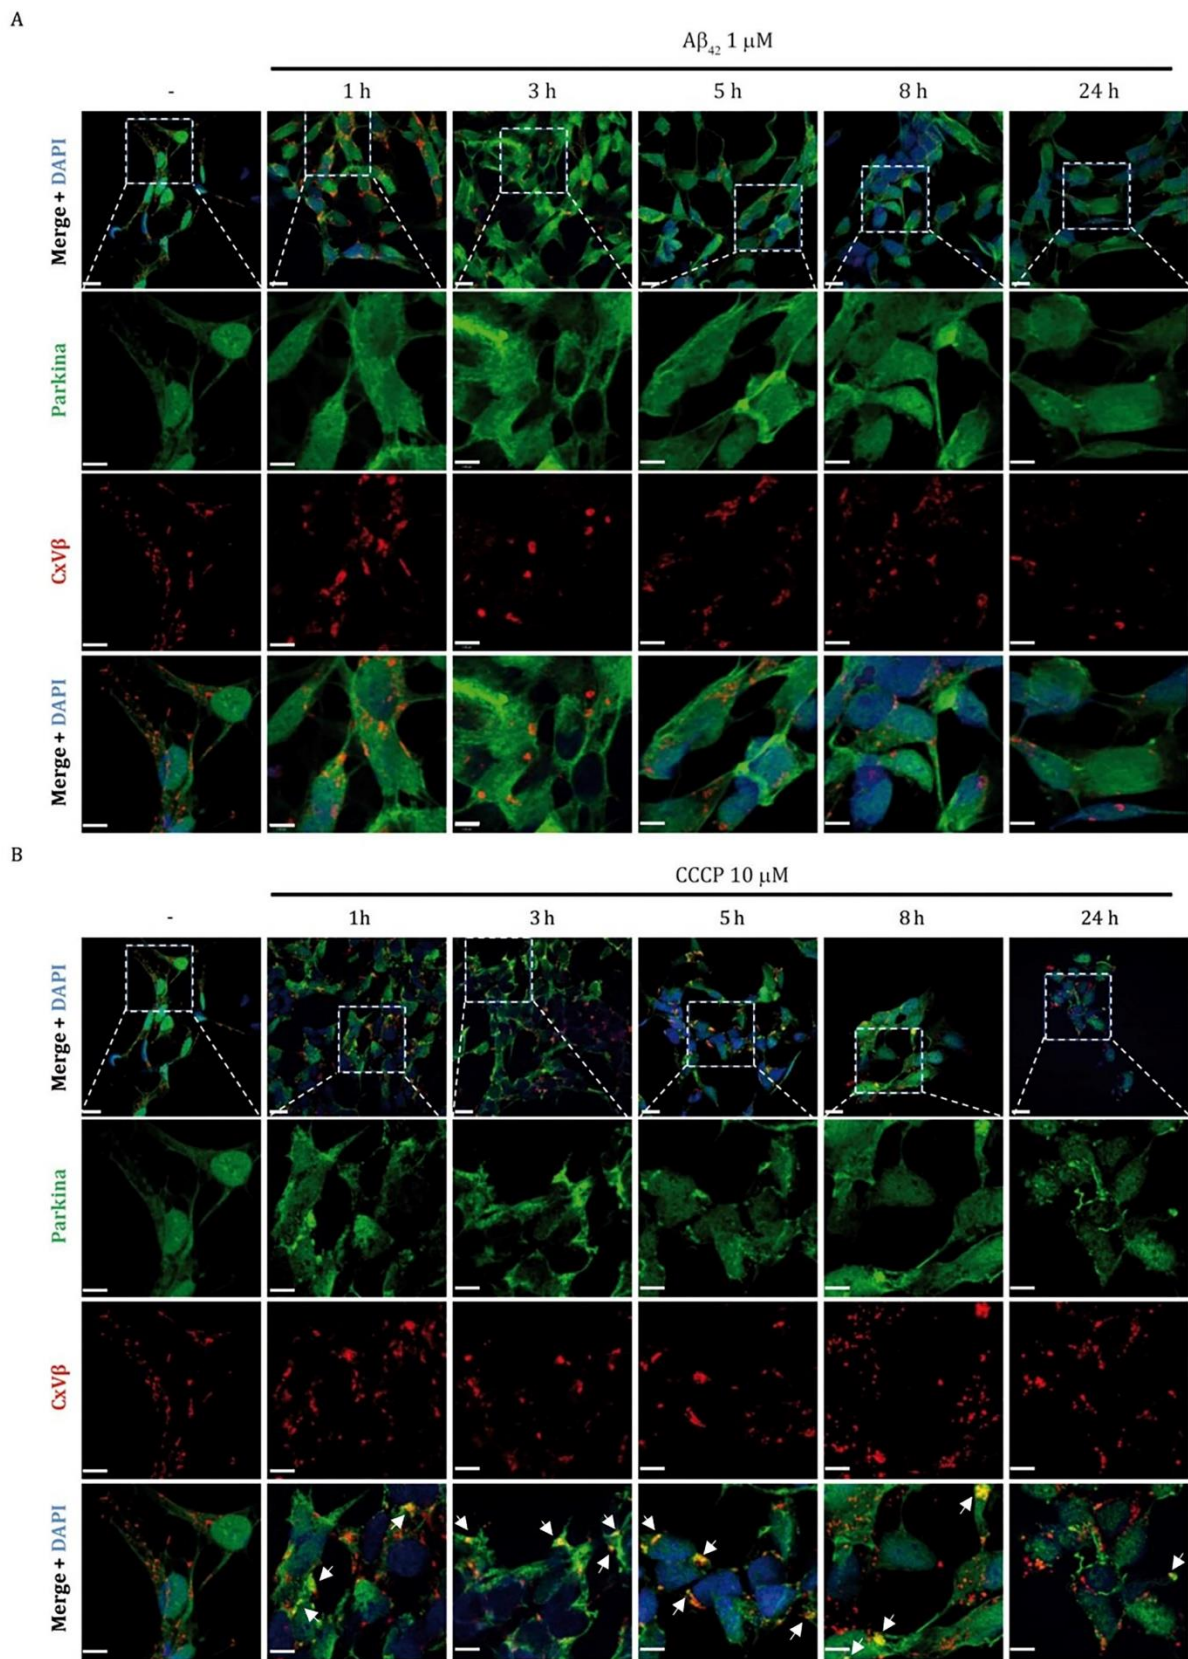 A
Aβ₄₂ 1 μM
- 1 h 3 h 5 h 8 h 24 h
Merge + DAPI
Parkina
CxVβ
Merge + DAPI
B
CCCP 10 μM
- 1h 3 h 5 h 8 h 24 h
Merge + DAPI
Parkina
CxVβ
Merge + DAPI